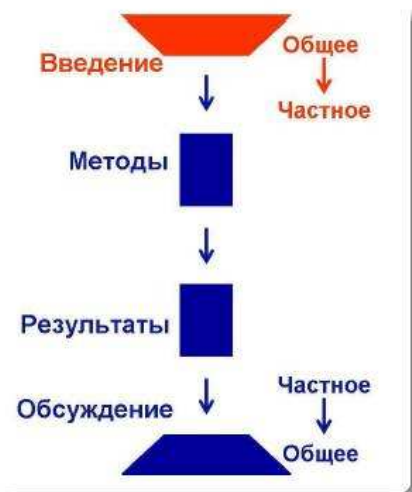 Общее
Введение
Частное
Методы
Результаты
Частное
Обсуждение
Общее